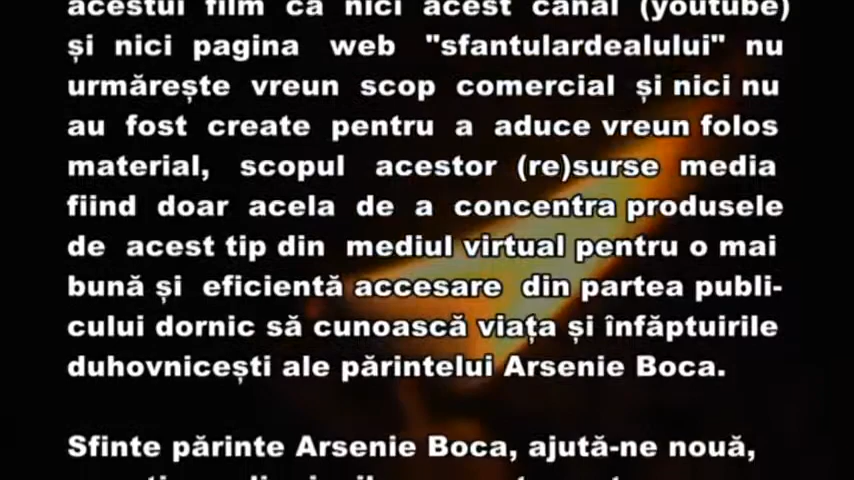 acestui film ca nici acest canal (youtube)
și nici pagina web "sfantulardealului" nu
urmărește vreun scop comercial și nici nu
au fost create pentru a aduce vreun folos
material, scopul acestor (re)surse media
fiind doar acela de a concentra produsele
de acest tip din mediul virtual pentru o mai
bună și eficientă accesare din partea publi-
cului dornic să cunoască viața și înfăptuirile
duhovnicești ale părintelui Arsenie Boca.
Sfinte părinte Arsenie Boca, ajută-ne nouă,